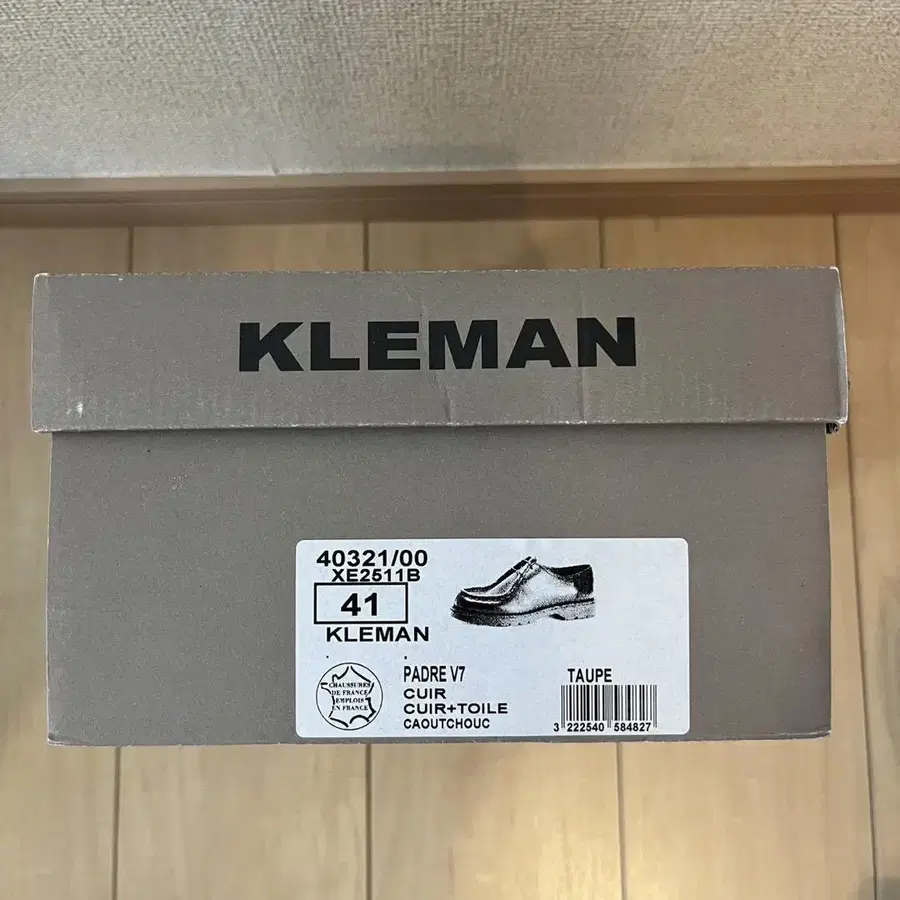 KLEMAN
40321/00
XE2511B
41
KLEMAN
CHAUSSURES
DE FRANCE
EMPLOIS
EN FRANCE
PADRE V7
CUIR
CUIR+TOILE
CAOUTCHOUC
TAUPE
3 222540 584827